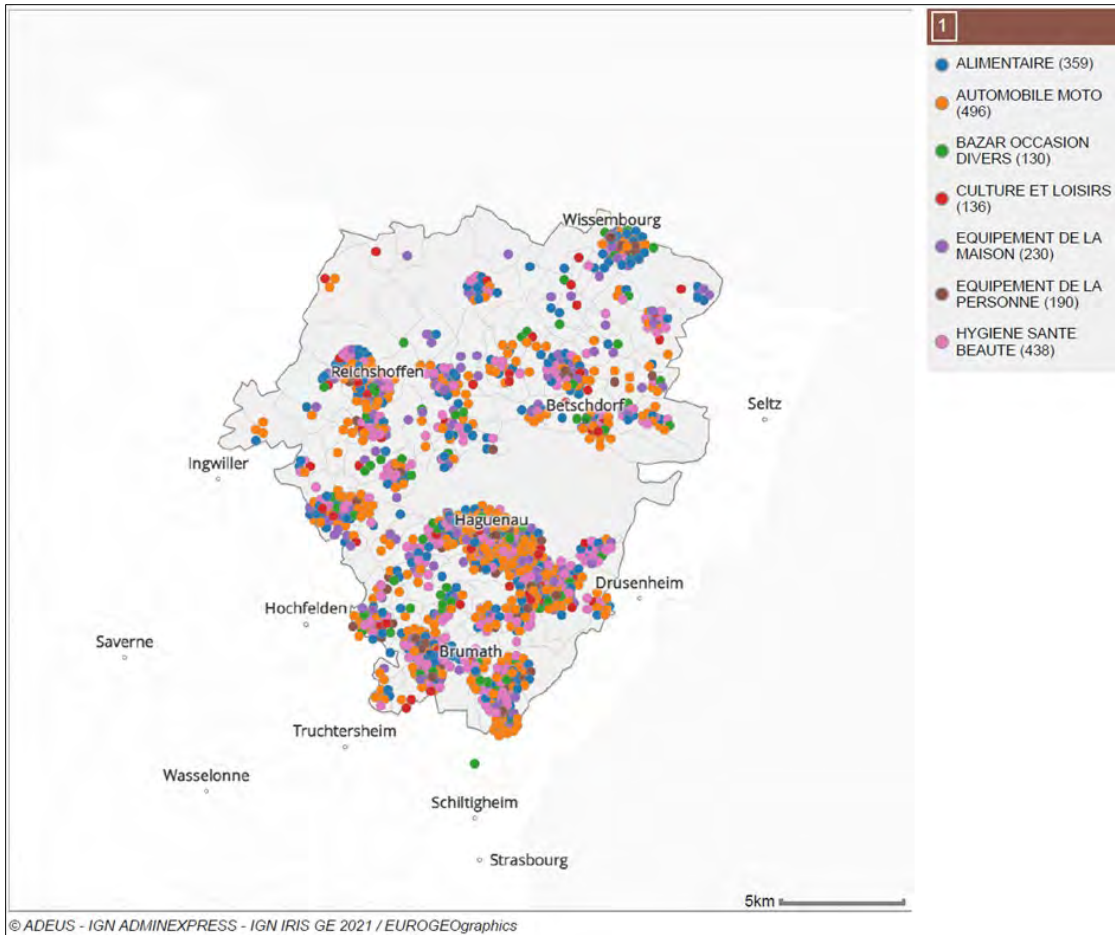 1
ALIMENTAIRE (359)
AUTOMOBILE MOTO
(496)
BAZAR OCCASION
DIVERS (130)
CULTURE ET LOISIRS
(136)
EQUIPEMENT DE LA
MAISON (230)
EQUIPEMENT DE LA
PERSONNE (190)
HYGIENE SANTE
BEAUTE (438)
Wissembourg
Reichshoffen
Betschdorf
Seltz
Ingwiller
Haguenau
Drusenheim
Hochfelden
Saverne
Brumath
Truchtersheim
Wasselonne
Schiltigheim
Strasbourg
5km
© ADEUS - IGN ADMINEXPRESS - IGN IRIS GE 2021 / EUROGEOgraphics